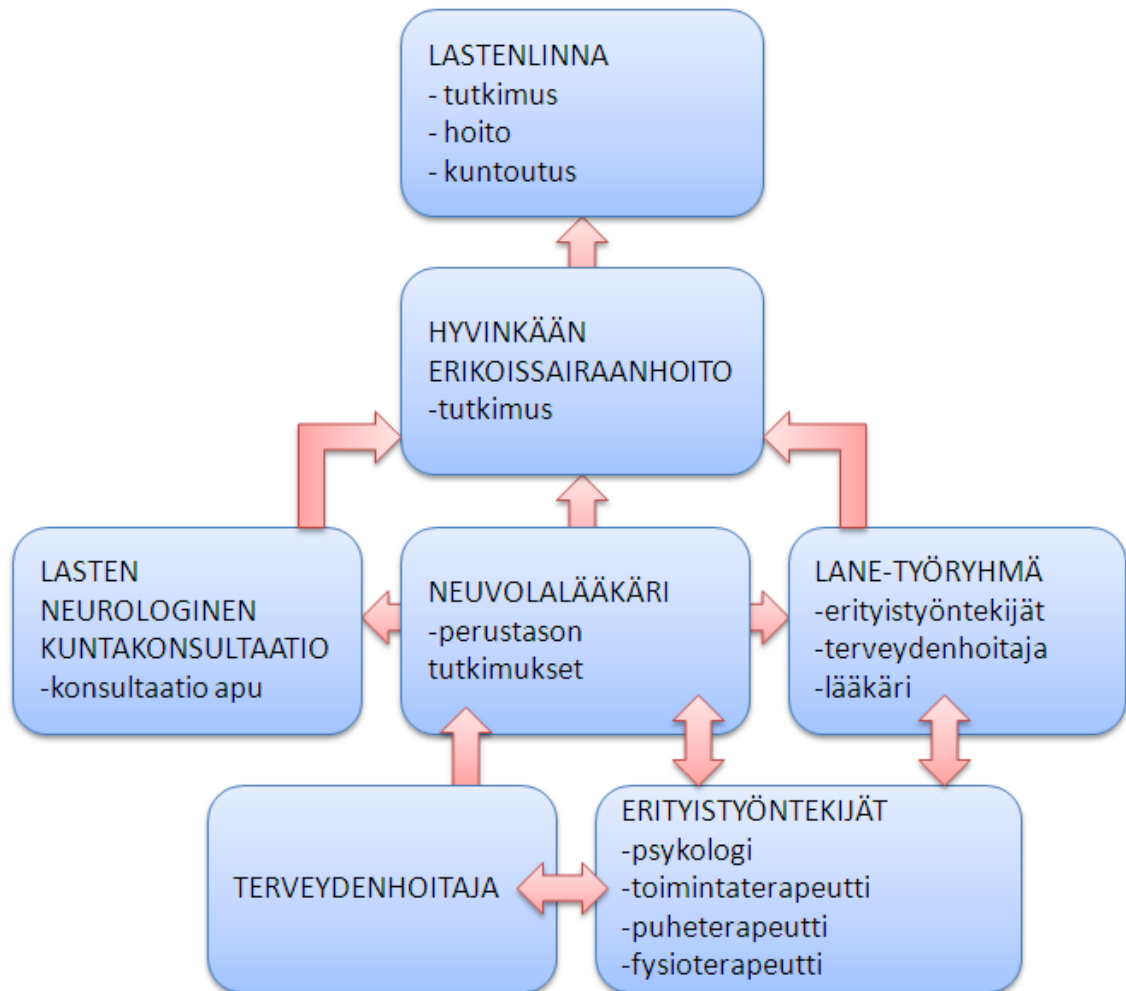 LASTENLINNA
- tutkimus
- hoito
- kuntoutus
HYVINKÄÄN
ERIKOISSAIRAANHOITO
-tutkimus
LASTEN
NEUROLOGINEN
KUNTAKONSULTAATIO
-konsultaatio apu
NEUVOLALÄÄKÄRI
-perustason
tutkimukset
LANE-TYÖRYHMÄ
-erityistyöntekijät
-terveydenhoitaja
-lääkäri
TERVEYDENHOITAJA
ERITYISTYÖNTEKIJÄT
-psykologi
-toimintaterapeutti
-puheterapeutti
-fysioterapeutti